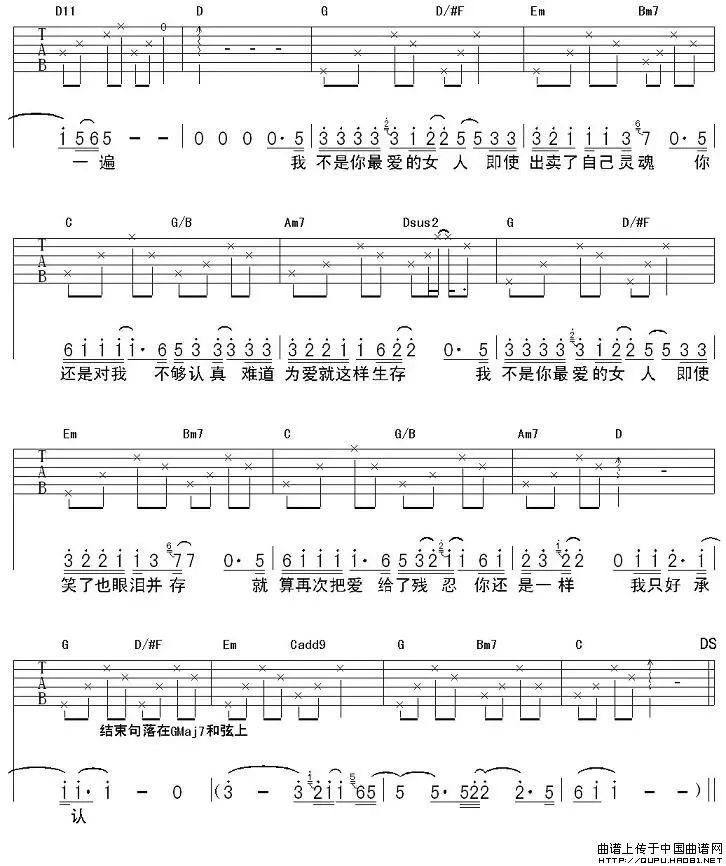 D11 D G D/#F Em Bm7
T A B
i 5 6 5 - - 0 0 0 0· 5 3 3 3 3 2 3 i 2 2 5 5 3 3 3 2 i i i 3 6 7 0· 5
一遍 我 不是你最爱的女人 即使 出卖了自己灵魂 你
C G/B Am7 Dsus2 G D/#F
T A B
6 i i i i· 6 5 3 3 3 3 3 3 2 2 i i 6 2 2 0· 5 3 3 3 3 2 3 i 2 2 5 5 3 3
还是对我 不够认真 难道 为爱就这样生存 我 不是你最爱的女人 即使
Em Bm7 C G/B Am7 D
T A B
3 2 2 i i 3 6 7 7 0· 5 6 i i i i· 6 5 3 2 2 i i 6 i 2 3 2 2 0 i i 2·
笑了也眼泪并存 就 算再次把爱 给了残忍 你还 是一样 我只好承
G D/#F Em Cadd9 G Bm7 C DS
T A B
结束句落在GMaj7和弦上
i i· i - 0 (3 - 3 1 2 i i 5 6 5 5 5· 5 2 2 2· 5 6 i i - )
认
曲谱上传于中国曲谱网
HTTP://QUPU.HAO81.COM